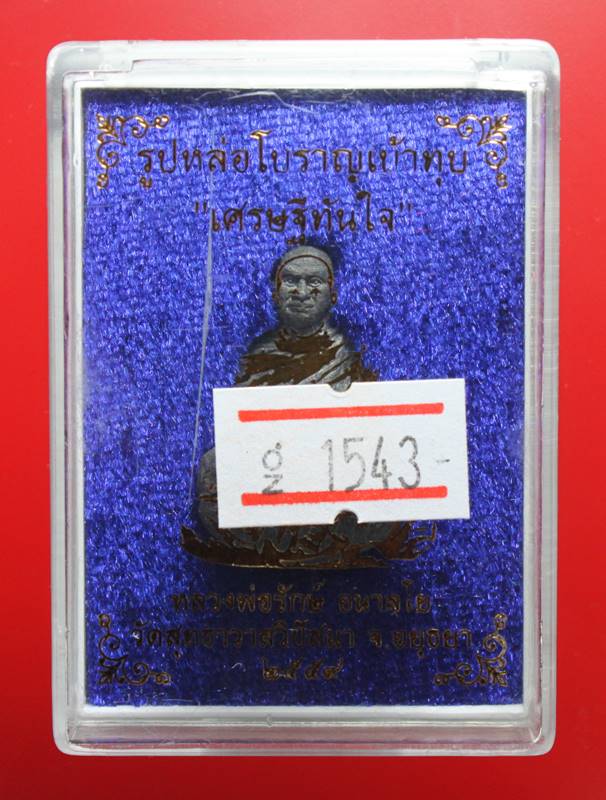 รูปหล่อโบราญเบ้าทุบ
"เศรษฐีทันใจ"
1543-
หลวงพ่อรักษ์ อนาลโย
วัดสุทธาวาสวิปัสนา จ.อยุธยา
๒๕๕๙